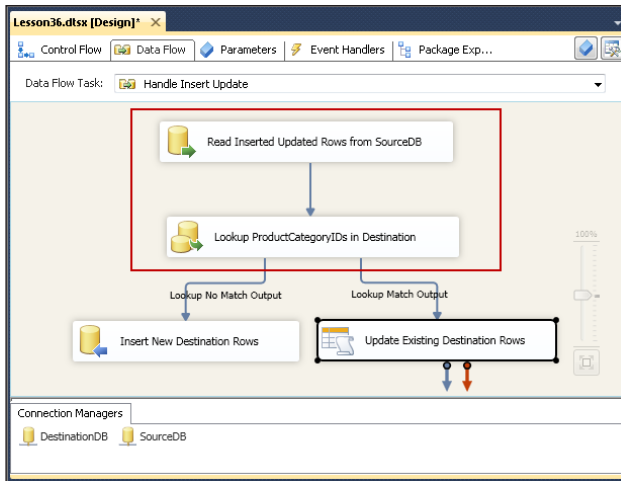 Lesson36.dtsx [Design]*
Control Flow Data Flow Parameters Event Handlers Package Exp...
Data Flow Task: Handle Insert Update
Read Inserted Updated Rows from SourceDB
Lookup ProductCategoryIDs in Destination
100%
Lookup No Match Output Lookup Match Output
Insert New Destination Rows Update Existing Destination Rows
Connection Managers
DestinationDB SourceDB